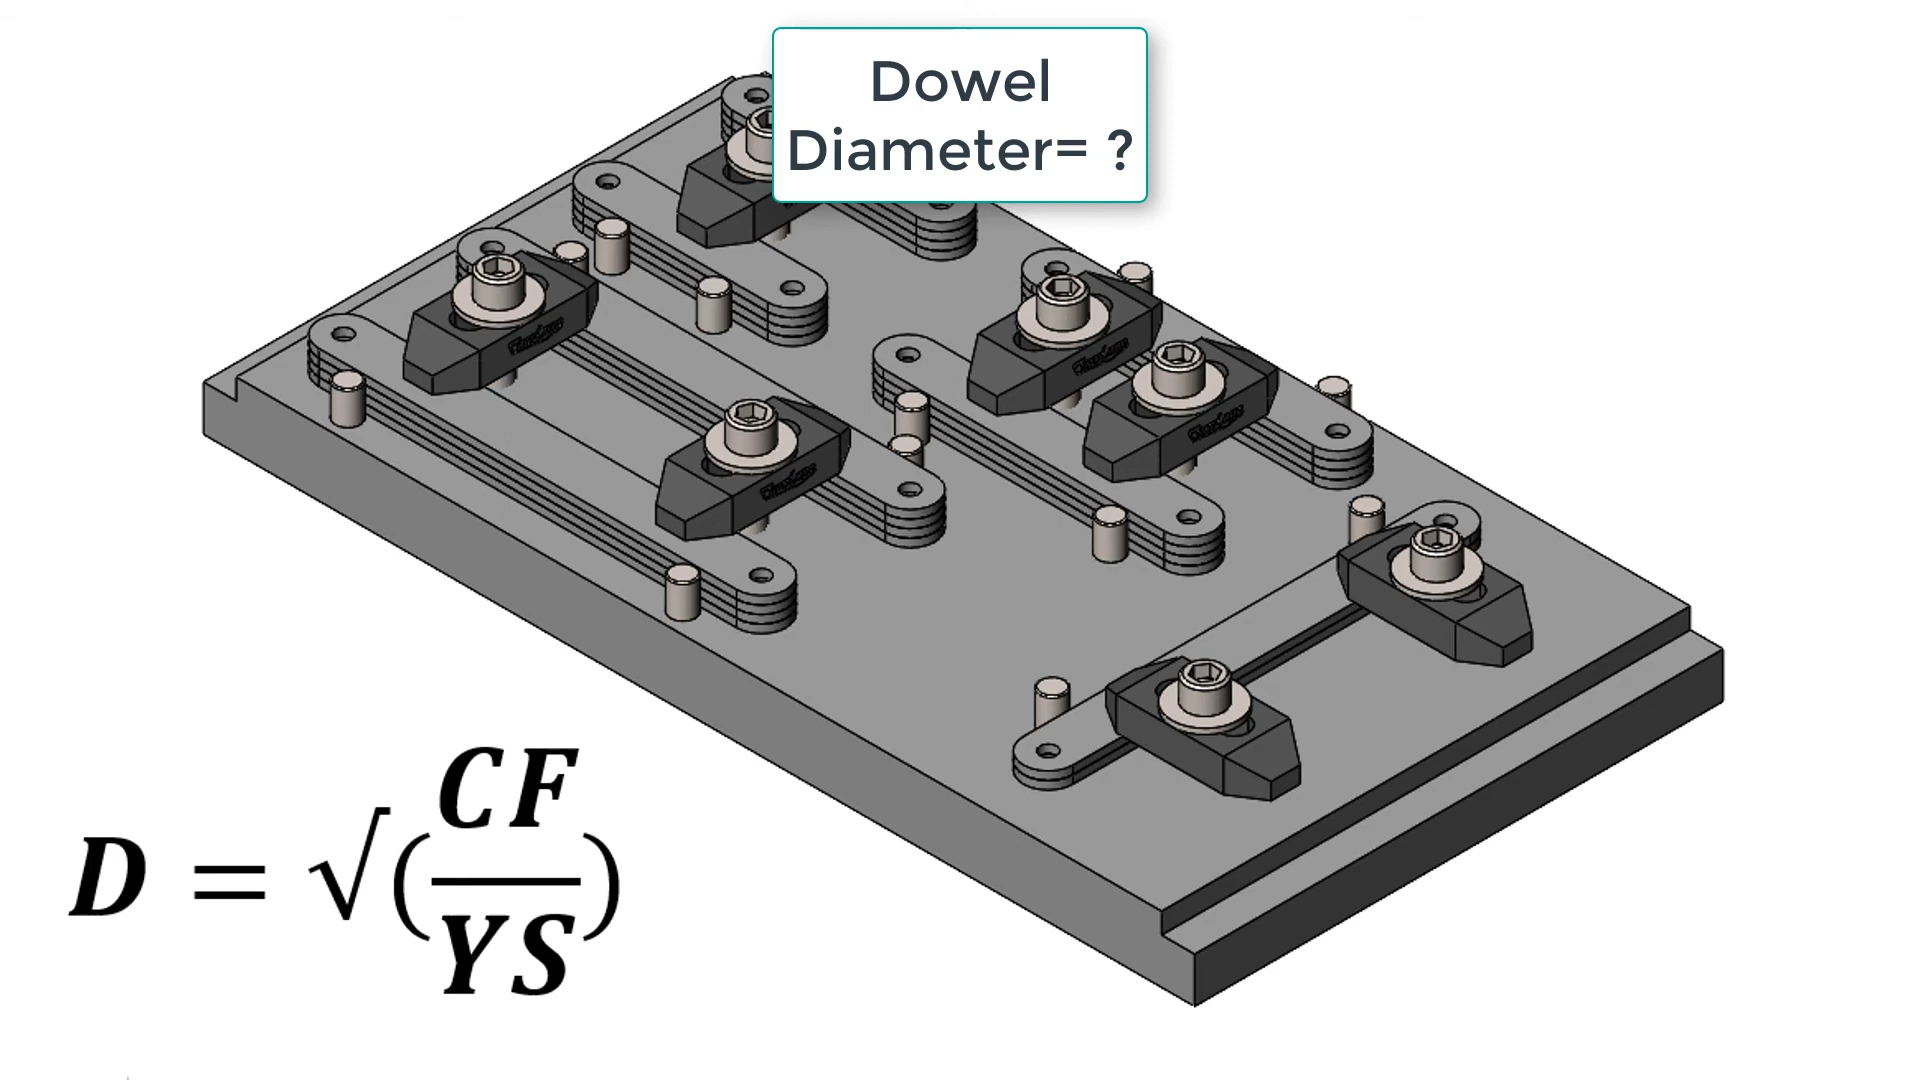 Dowel
Diameter= ?
D = √(CF/YS)